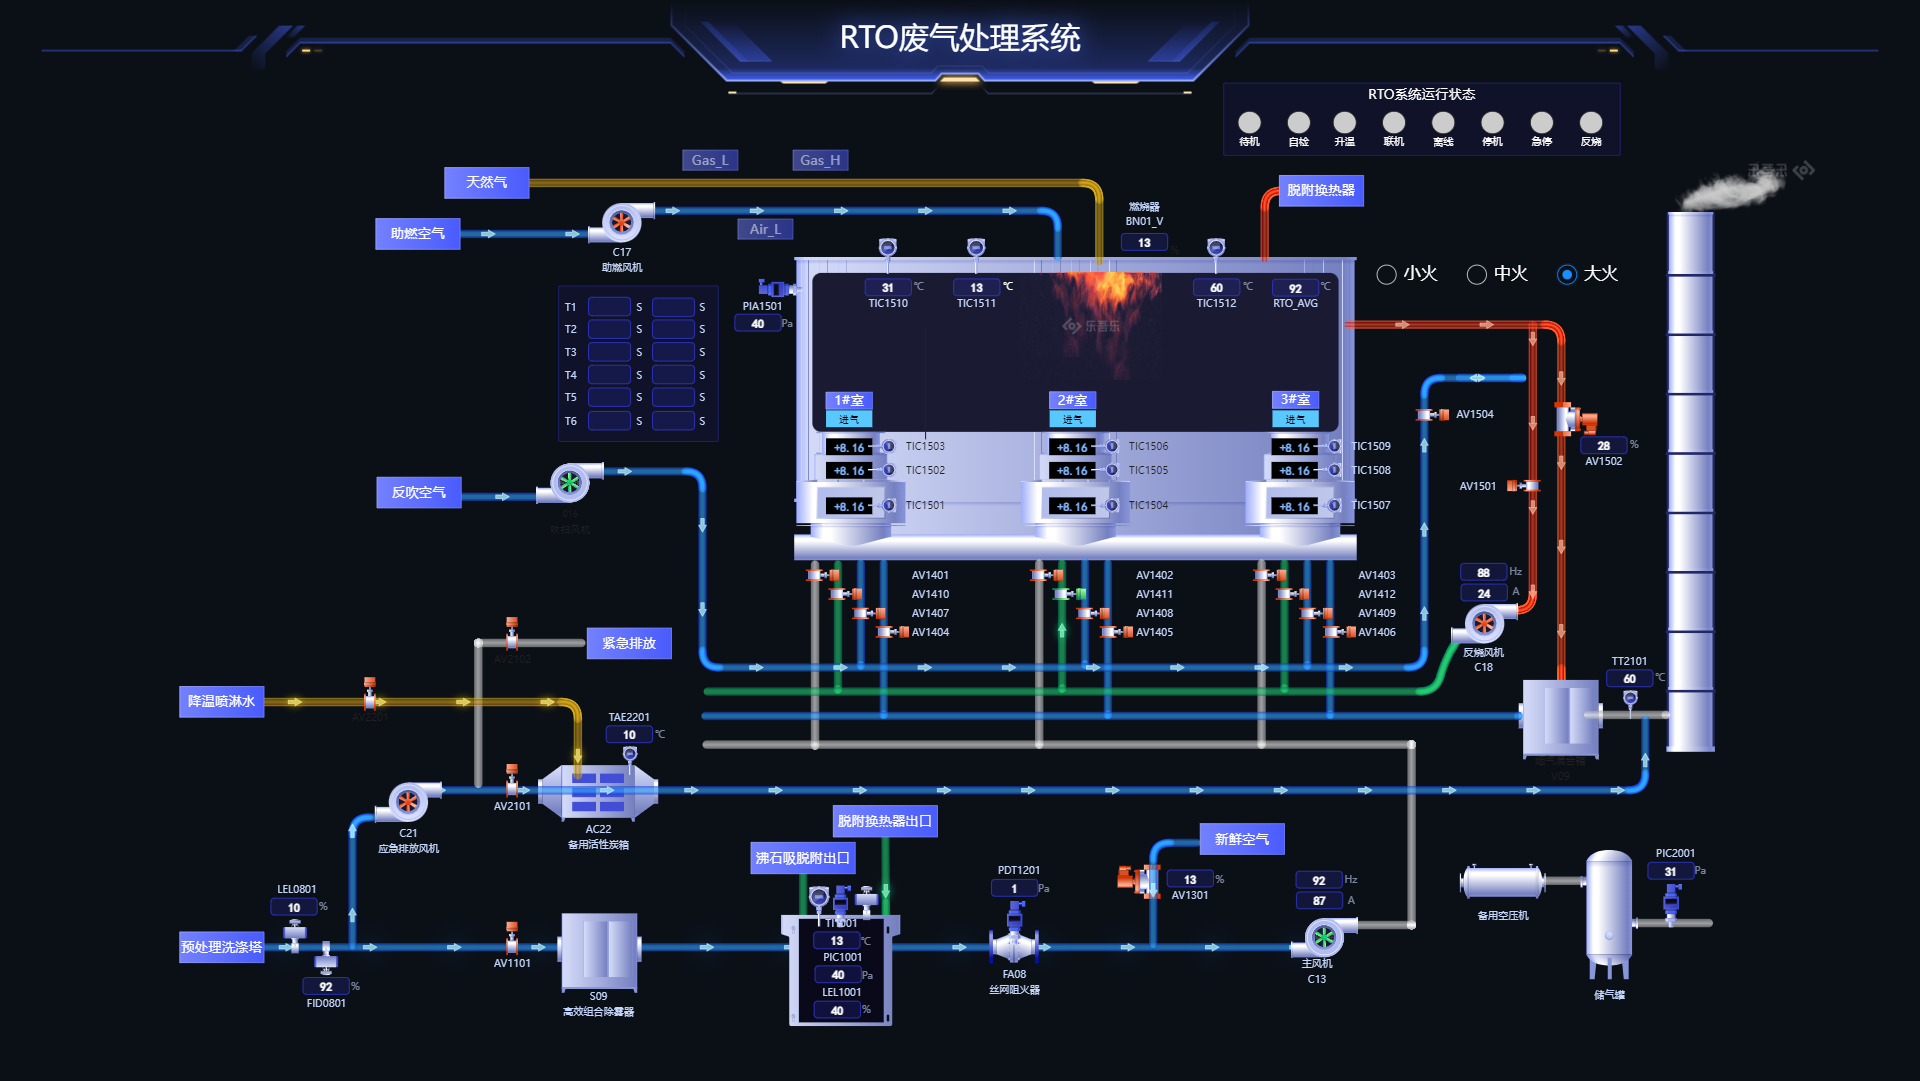 RTO废气处理系统
RTO系统运行状态
待机 自检 升温 联机 离线 停机 急停 反烧
Gas_L Gas_H
天然气
助燃空气
Air_L
C17
助燃风机
燃烧器
BN01_V
13 %
脱附换热器
小火 中火 大火
31 ℃
TIC1510
13 ℃
TIC1511
60 ℃
TIC1512
92 ℃
RTO_AVG
PIA1501
40 Pa
乐吾乐
T1 S S
T2 S S
T3 S S
T4 S S
T5 S S
T6 S S
1#室
进气
2#室
进气
3#室
进气
+8.16 TIC1503
+8.16 TIC1502
+8.16 TIC1501
+8.16 TIC1506
+8.16 TIC1505
+8.16 TIC1504
+8.16 TIC1509
+8.16 TIC1508
+8.16 TIC1507
AV1504
28 %
AV1502
AV1501
反吹空气
016
吹扫风机
AV1401
AV1410
AV1407
AV1404
AV1402
AV1411
AV1408
AV1405
AV1403
AV1412
AV1409
AV1406
88 Hz
24 A
反烧风机
C18
紧急排放
AV2102
降温喷淋水
AV2201
TAE2201
10 ℃
TT2101
60 ℃
V09
AV2101
AC22
备用活性炭箱
C21
应急排放风机
脱附换热器出口
沸石吸脱附出口
新鲜空气
LEL0801
10 %
预处理洗涤塔
92 %
FID0801
AV1101
S09
高效组合除雾器
13 ℃
PIC1001
40 Pa
LEL1001
40 %
PDT1201
1 Pa
FA08
丝网阻火器
13 %
AV1301
92 Hz
87 A
主风机
C13
备用空压机
PIC2001
31 Pa
储气罐